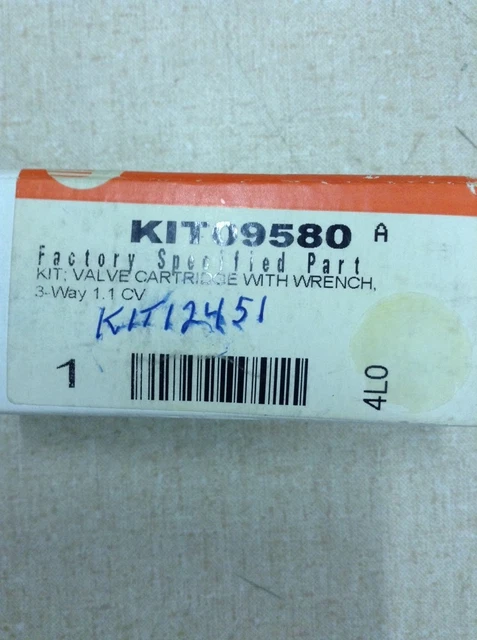 KIT09580 A
Factory Specified Part
KIT; VALVE CARTRIDGE WITH WRENCH,
3-Way 1.1 CV
KIT12451
1
4L0